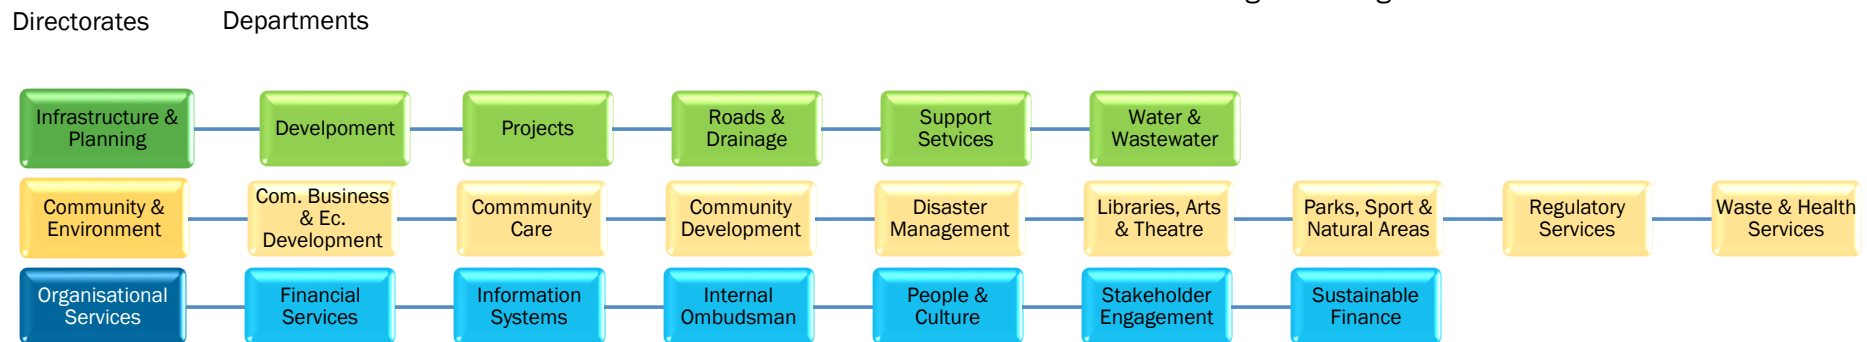 Directorates
Departments
Infrastructure &
Planning
Develpoment
Projects
Roads &
Drainage
Support
Setvices
Water &
Wastewater
Community &
Environment
Com. Business
& Ec.
Development
Commmunity
Care
Community
Development
Disaster
Management
Libraries, Arts
& Theatre
Parks, Sport &
Natural Areas
Regulatory
Services
Waste & Health
Services
Organisational
Services
Financial
Services
Information
Systems
Internal
Ombudsman
People &
Culture
Stakeholder
Engagement
Sustainable
Finance